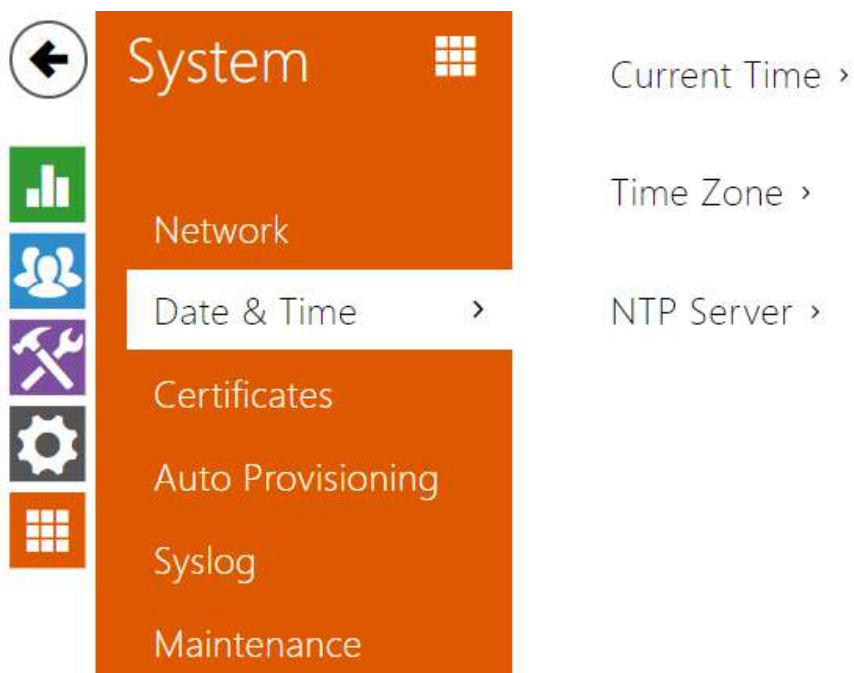 System
Network
Date & Time
Certificates
Auto Provisioning
Syslog
Maintenance
Current Time
Time Zone
NTP Server